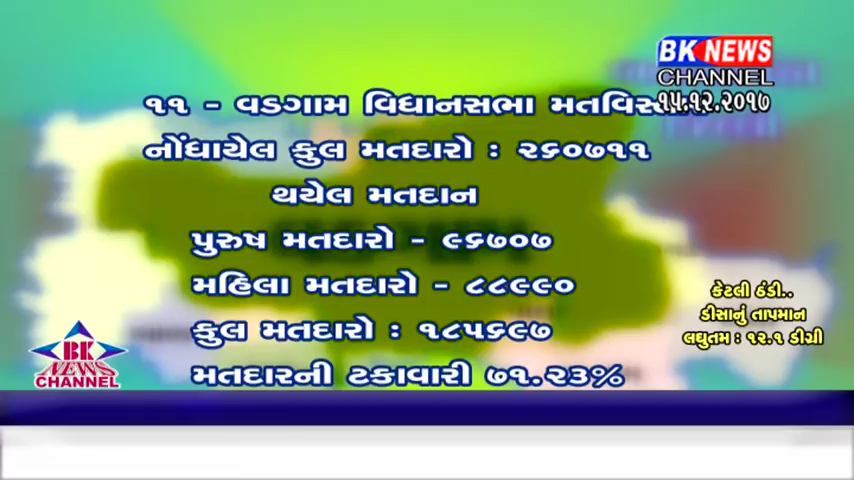 BK NEWS
CHANNEL
૧૫.૧૨.૨૦૧૭
૧૧ - વડગામ વિધાનસભા
નોંધાયેલ કુલ મતદારો : ૨૬૦૭૧૧
થયેલ મતદાન
પુરુષ મતદારો - ૯૬૭૦૭
મહિલા મતદારો - ૮૮૯૯૦
કુલ મતદારો : ૧૮૫૬૯૭
મતદારની ટકાવારી ૭૧.૨૩%
કેટલી ઠંડી..
ડીસાનું તાપમાન
લઘુતમ : ૧૨.૧ ડીગ્રી
BK
NEWS
CHANNEL